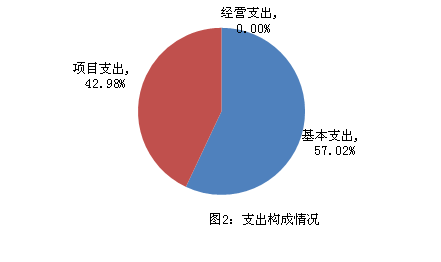 经营支出,
0.00%
项目支出,
42.98%
基本支出,
57.02%
图2：支出构成情况